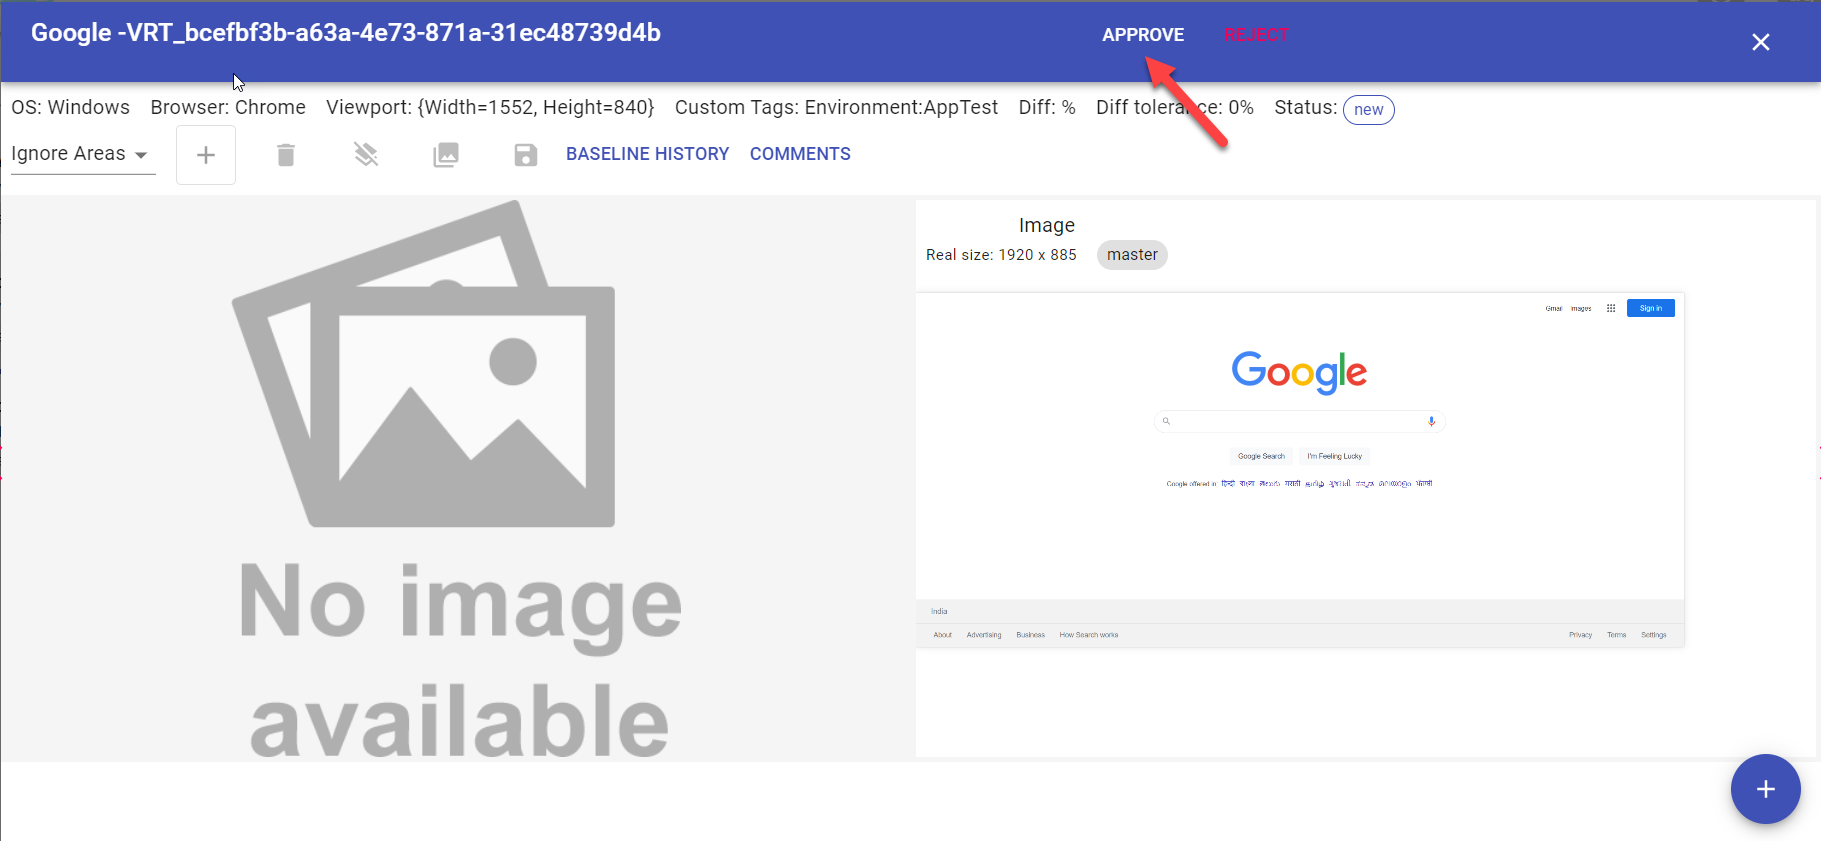 Google -VRT_bcefbf3b-a63a-4e73-871a-31ec48739d4b
APPROVE REJECT
OS: Windows Browser: Chrome Viewport: {Width=1552, Height=840} Custom Tags: Environment:AppTest Diff: % Diff tolerance: 0% Status: new
Ignore Areas BASELINE HISTORY COMMENTS
No image
available
Image
Real size: 1920 x 885 master
Gmail Images Sign in
Google
Google Search I'm Feeling Lucky
Google offered in: हिन्दी বাংলা తెలుగు मराठी தமிழ் ગુજરાતી ಕನ್ನಡ മലയാളം ਪੰਜਾਬੀ
India
About Advertising Business How Search works Privacy Terms Settings